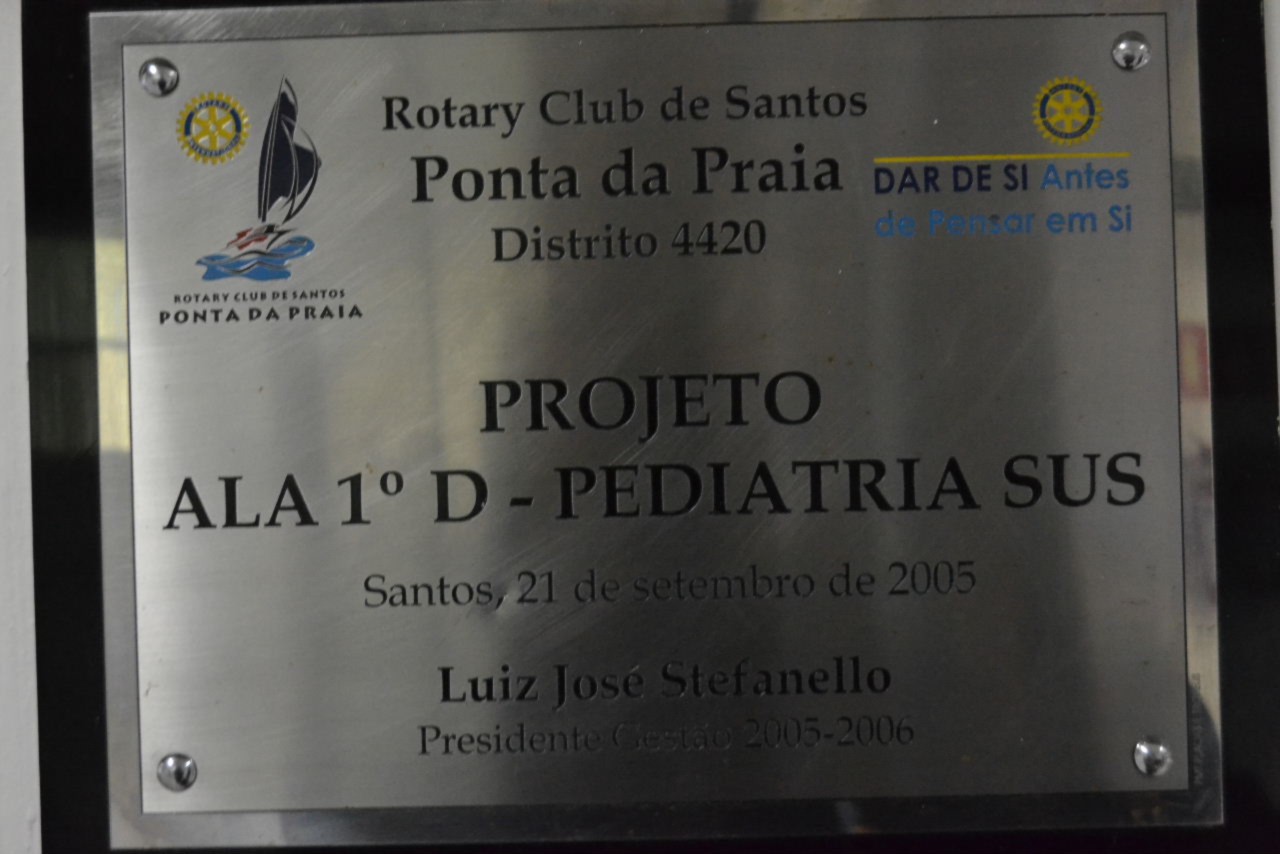 Rotary Club de Santos
Ponta da Praia
Distrito 4420
ROTARY CLUB DE SANTOS
PONTA DA PRAIA
DAR DE SI Antes
de Pensar em Si
PROJETO
ALA 1º D - PEDIATRIA SUS
Santos, 21 de setembro de 2005
Luiz José Stefanello
Presidente Gestão 2005-2006